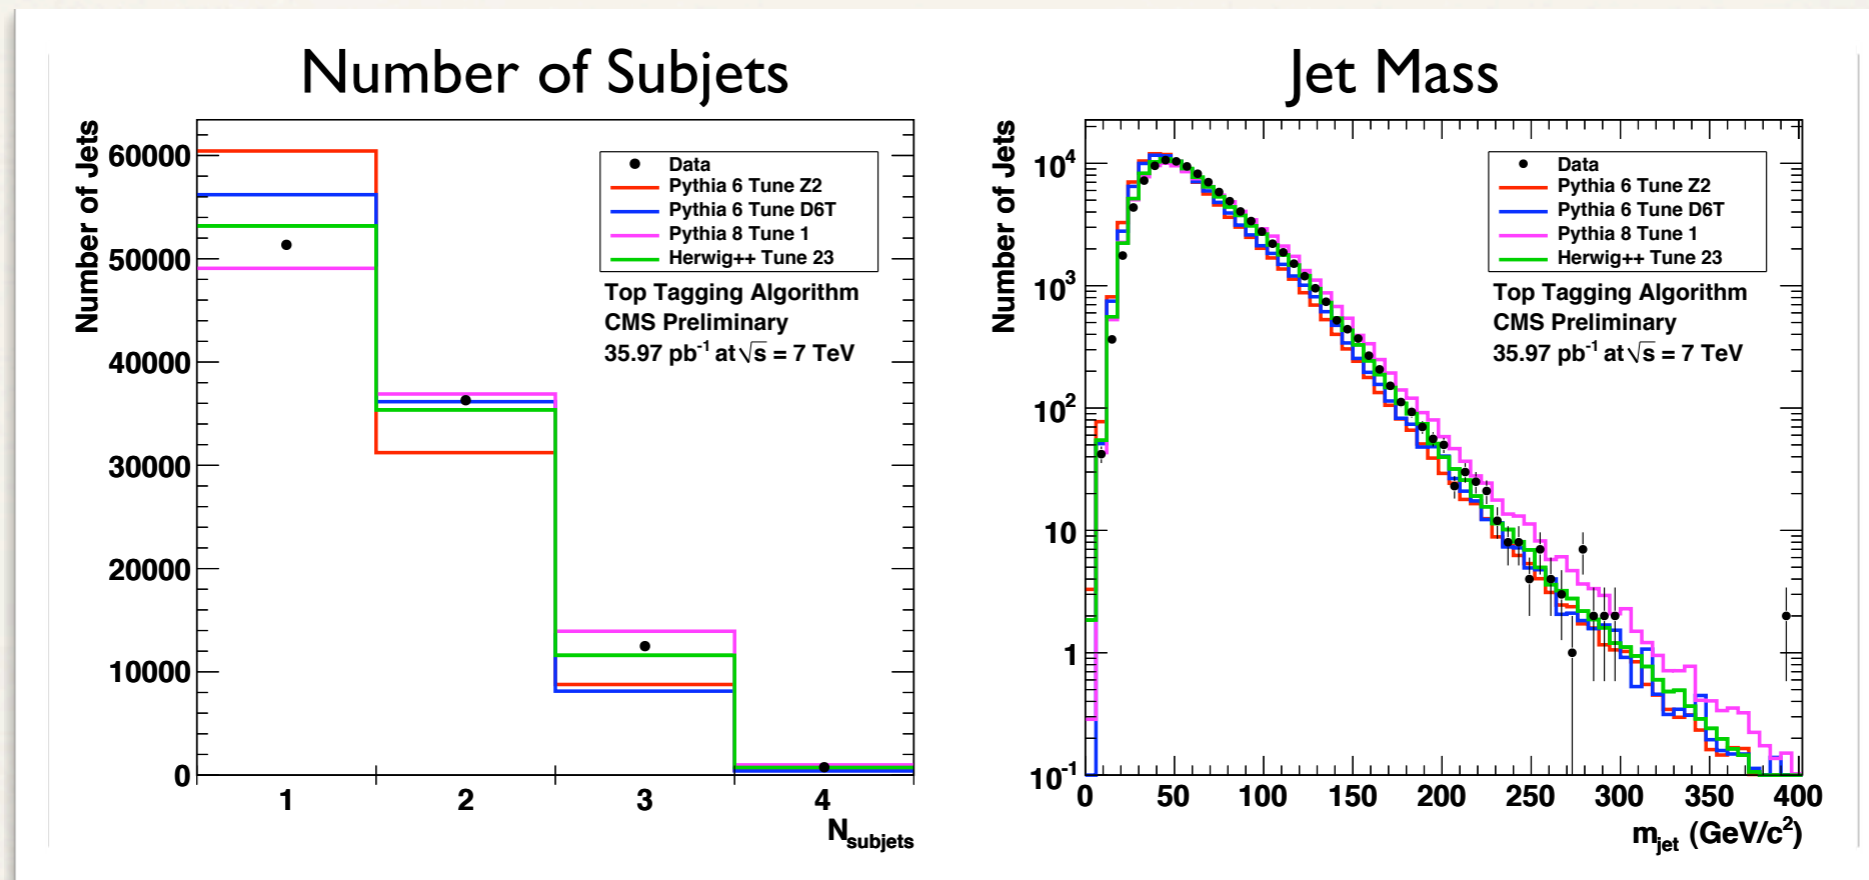 Number of Subjets
Number of Jets
60000
50000
40000
30000
20000
10000
0
1 2 3 4
N_subjets
Data
Pythia 6 Tune Z2
Pythia 6 Tune D6T
Pythia 8 Tune 1
Herwig++ Tune 23
Top Tagging Algorithm
CMS Preliminary
35.97 pb⁻¹ at √s = 7 TeV
Jet Mass
Number of Jets
10⁴
10³
10²
10
1
10⁻¹
0 50 100 150 200 250 300 350 400
m_jet (GeV/c²)
Data
Pythia 6 Tune Z2
Pythia 6 Tune D6T
Pythia 8 Tune 1
Herwig++ Tune 23
Top Tagging Algorithm
CMS Preliminary
35.97 pb⁻¹ at √s = 7 TeV